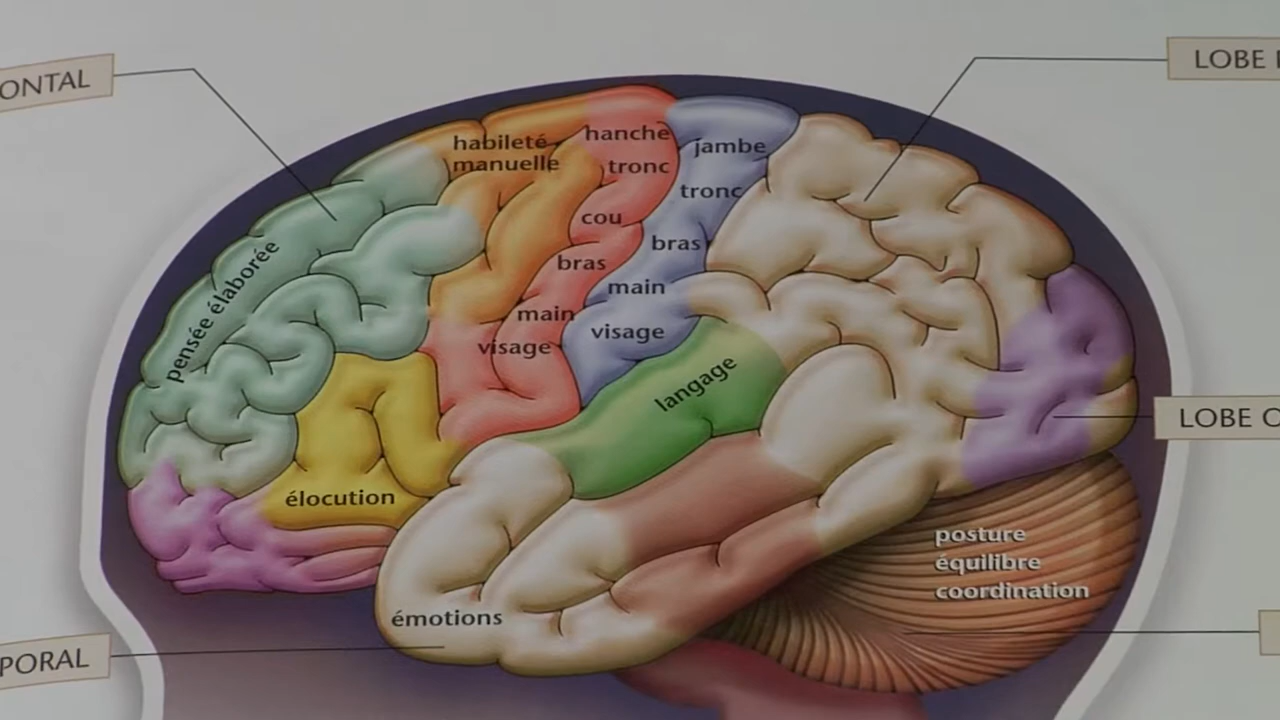 ONTAL
LOBE
habileté
manuelle
hanche
tronc
cou
bras
main
visage
jambe
tronc
bras
main
visage
pensée élaborée
langage
LOBE
élocution
posture
équilibre
coordination
émotions
PORAL